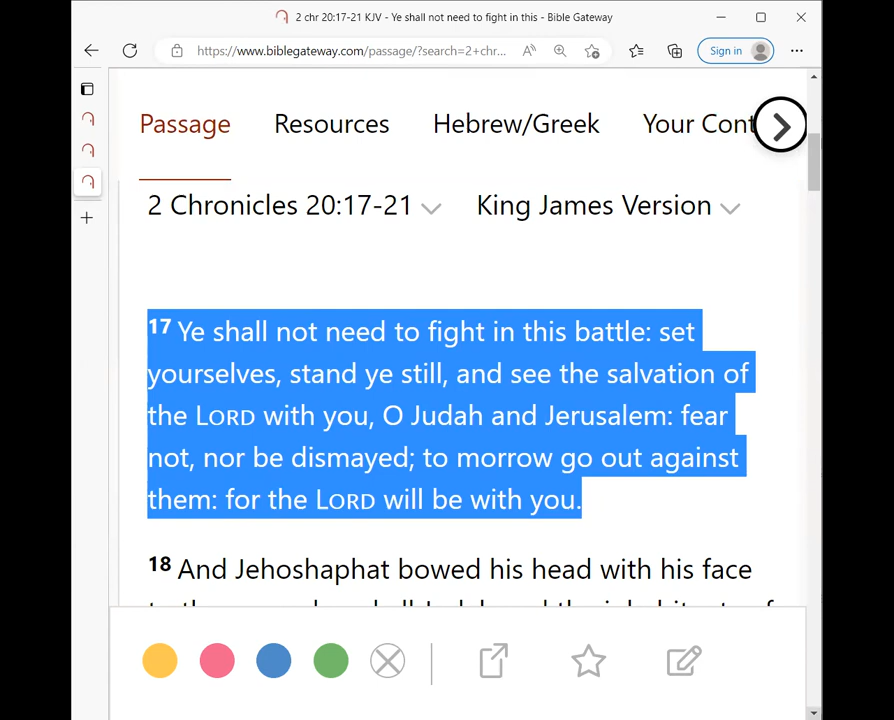 2 chr 20:17-21 KJV - Ye shall not need to fight in this - Bible Gateway
https://www.biblegateway.com/passage/?search=2+chr...
Sign in
Passage Resources Hebrew/Greek Your Cont
2 Chronicles 20:17-21 King James Version
17 Ye shall not need to fight in this battle: set
yourselves, stand ye still, and see the salvation of
the LORD with you, O Judah and Jerusalem: fear
not, nor be dismayed; to morrow go out against
them: for the LORD will be with you.
18 And Jehoshaphat bowed his head with his face